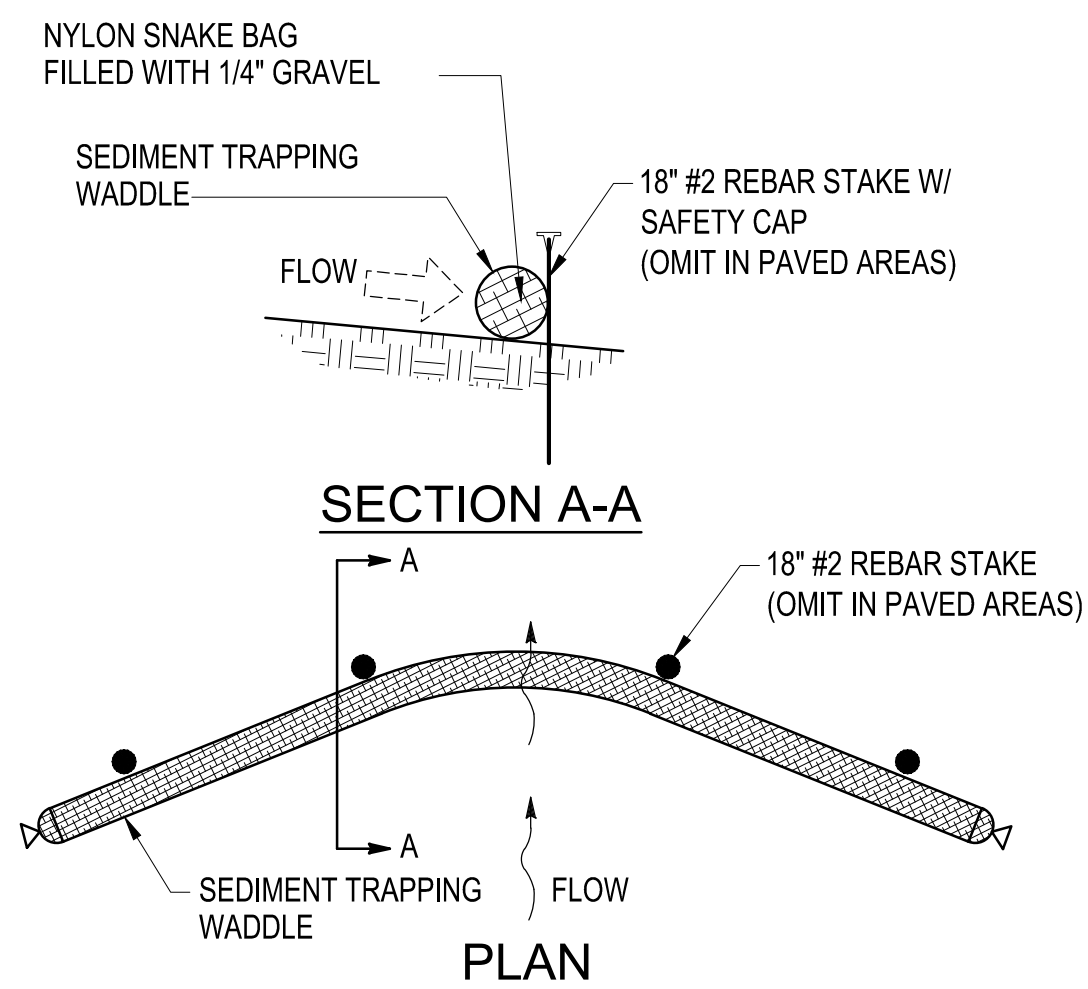 NYLON SNAKE BAG
FILLED WITH 1/4" GRAVEL
SEDIMENT TRAPPING
WADDLE
18" #2 REBAR STAKE W/
SAFETY CAP
(OMIT IN PAVED AREAS)
FLOW
SECTION A-A
A
18" #2 REBAR STAKE
(OMIT IN PAVED AREAS)
A
SEDIMENT TRAPPING
WADDLE
FLOW
PLAN